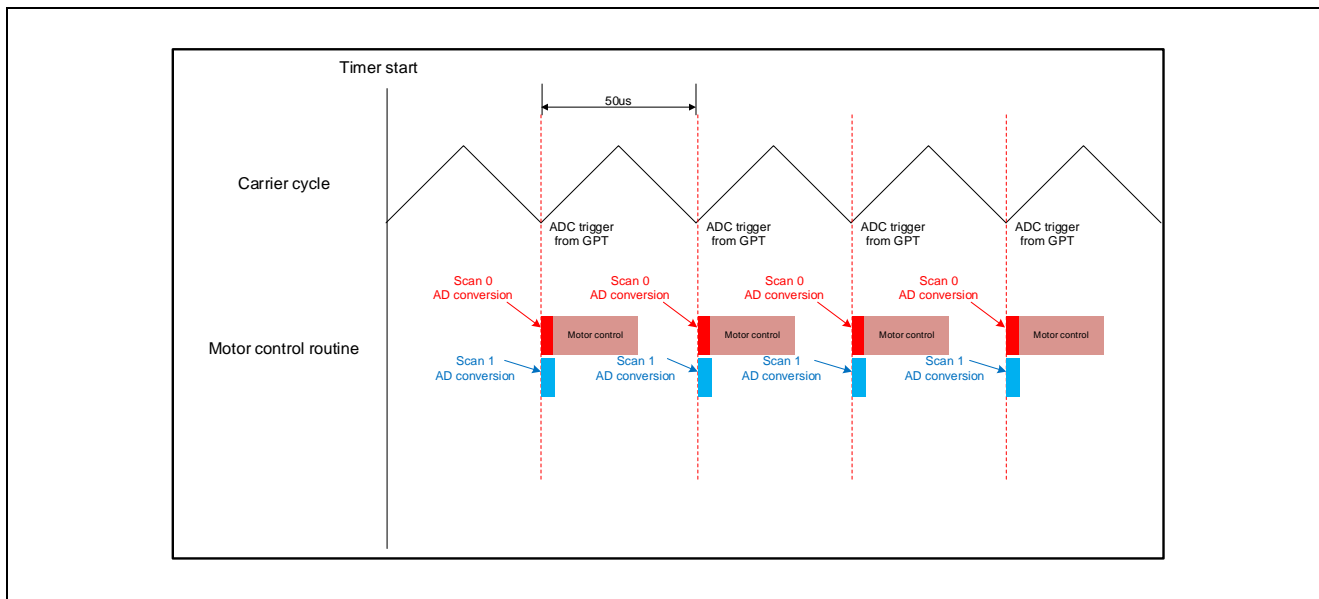 Timer start
50us
Carrier cycle
ADC trigger
from GPT
ADC trigger
from GPT
ADC trigger
from GPT
ADC trigger
from GPT
Scan 0
AD conversion
Scan 0
AD conversion
Scan 0
AD conversion
Scan 0
AD conversion
Motor control routine
Motor control
Motor control
Motor control
Motor control
Scan 1
AD conversion
Scan 1
AD conversion
Scan 1
AD conversion
Scan 1
AD conversion